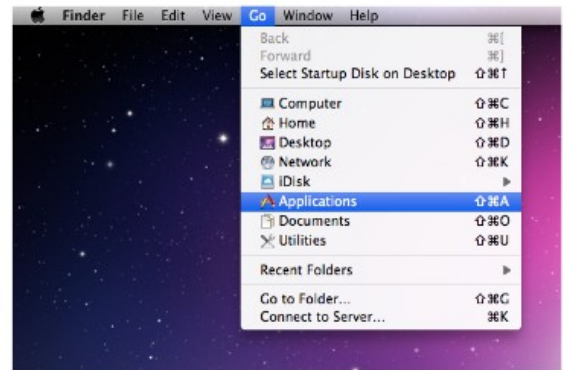 Finder File Edit View Go Window Help
Back ⌘[
Forward ⌘]
Select Startup Disk on Desktop ⇧⌘↑
Computer ⇧⌘C
Home ⇧⌘H
Desktop ⇧⌘D
Network ⇧⌘K
iDisk ▶
Applications ⇧⌘A
Documents ⇧⌘O
Utilities ⇧⌘U
Recent Folders ▶
Go to Folder... ⇧⌘G
Connect to Server... ⌘K